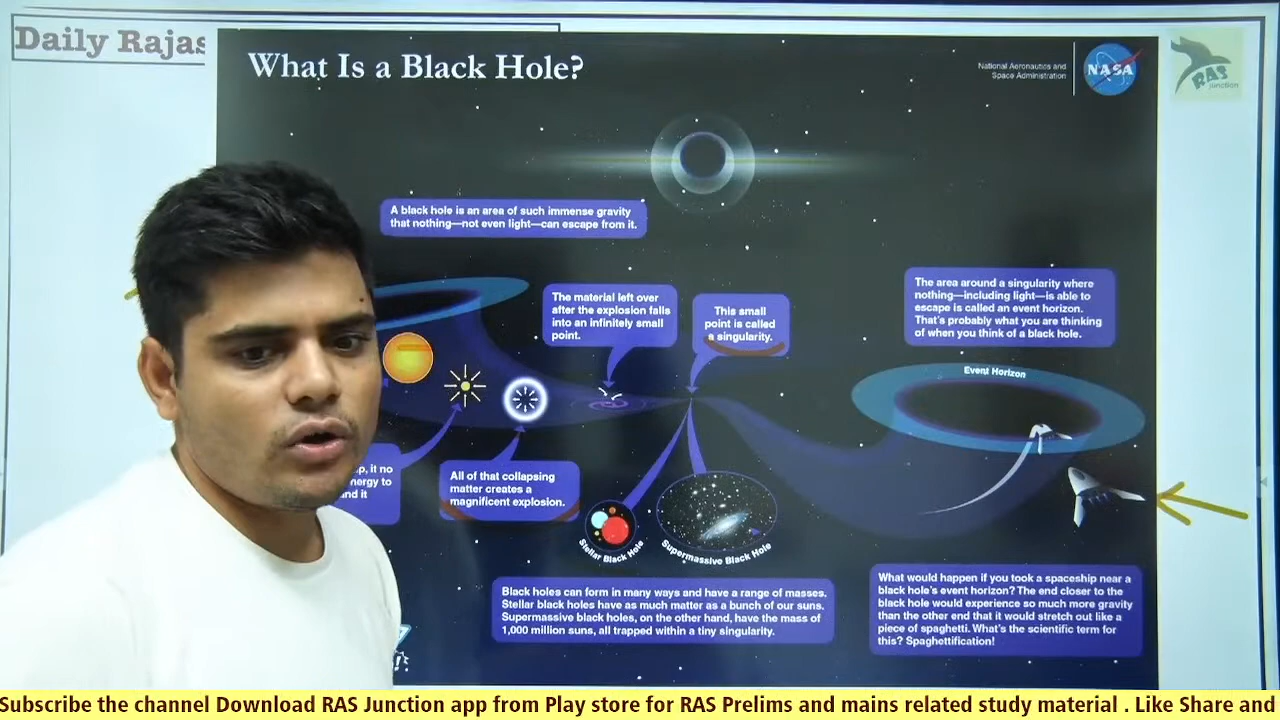 Daily Rajas
What Is a Black Hole?
National Aeronautics and
Space Administration
NASA
RAS
Junction
A black hole is an area of such immense gravity
that nothing—not even light—can escape from it.
The material left over
after the explosion falls
into an infinitely small
point.
This small
point is called
a singularity.
The area around a singularity where
nothing—including light—is able to
escape is called an event horizon.
That's probably what you are thinking
of when you think of a black hole.
Event Horizon
p, it no
nergy to
nd it
All of that collapsing
matter creates a
magnificent explosion.
Stellar Black Hole
Supermassive Black Hole
Black holes can form in many ways and have a range of masses.
Stellar black holes have as much matter as a bunch of our suns.
Supermassive black holes, on the other hand, have the mass of
1,000 million suns, all trapped within a tiny singularity.
What would happen if you took a spaceship near a
black hole's event horizon? The end closer to the
black hole would experience so much more gravity
than the other end that it would stretch out like a
piece of spaghetti. What's the scientific term for
this? Spaghettification!
Subscribe the channel Download RAS Junction app from Play store for RAS Prelims and mains related study material . Like Share and